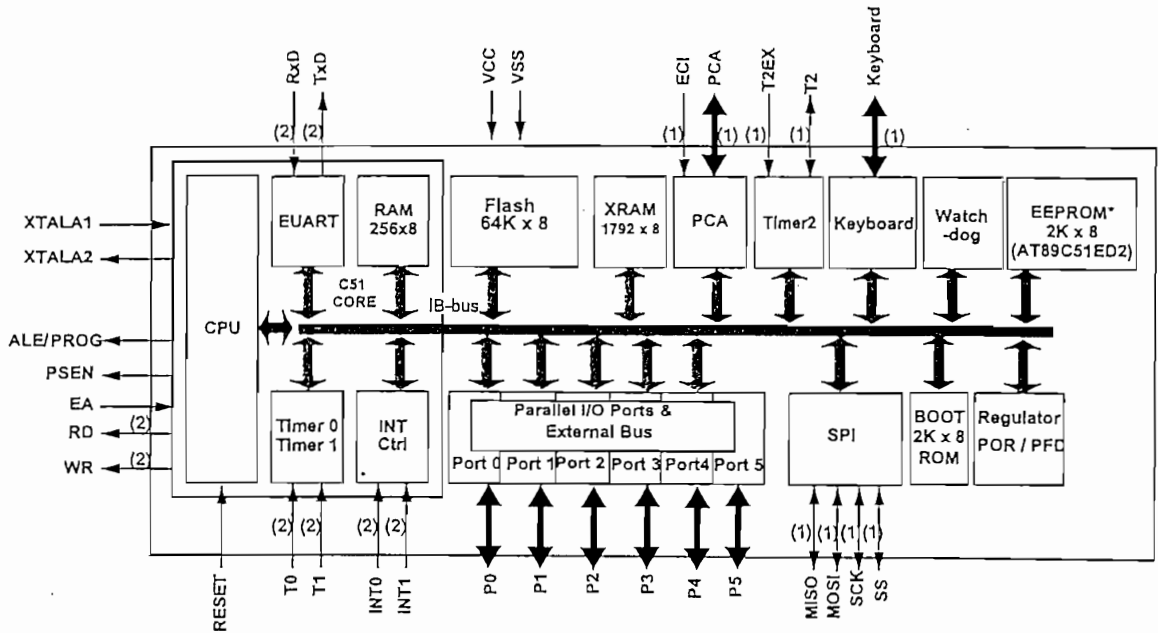 RxD
TxD
VCC
VSS
ECI
PCA
T2EX
T2
Keyboard
(2)
(2)
(1)
(1)
(1)
(1)
(1)
XTALA1
XTALA2
ALE/PROG
PSEN
EA
RD
(2)
WR
(2)
CPU
EUART
RAM
256x8
C51
CORE
IB-bus
Flash
64K x 8
XRAM
1792 x 8
PCA
Timer2
Keyboard
Watch
-dog
EEPROM*
2K x 8
(AT89C51ED2)
Timer 0
Timer 1
INT
Ctrl
Parallel I/O Ports &
External Bus
Port 0
Port 1
Port 2
Port 3
Port4
Port 5
SPI
BOOT
2K x 8
ROM
Regulator
POR / PFD
(2)
(2)
(2)
(2)
(1)
(1)
(1)
(1)
RESET
T0
T1
INT0
INT1
P0
P1
P2
P3
P4
P5
MISO
MOSI
SCK
SS